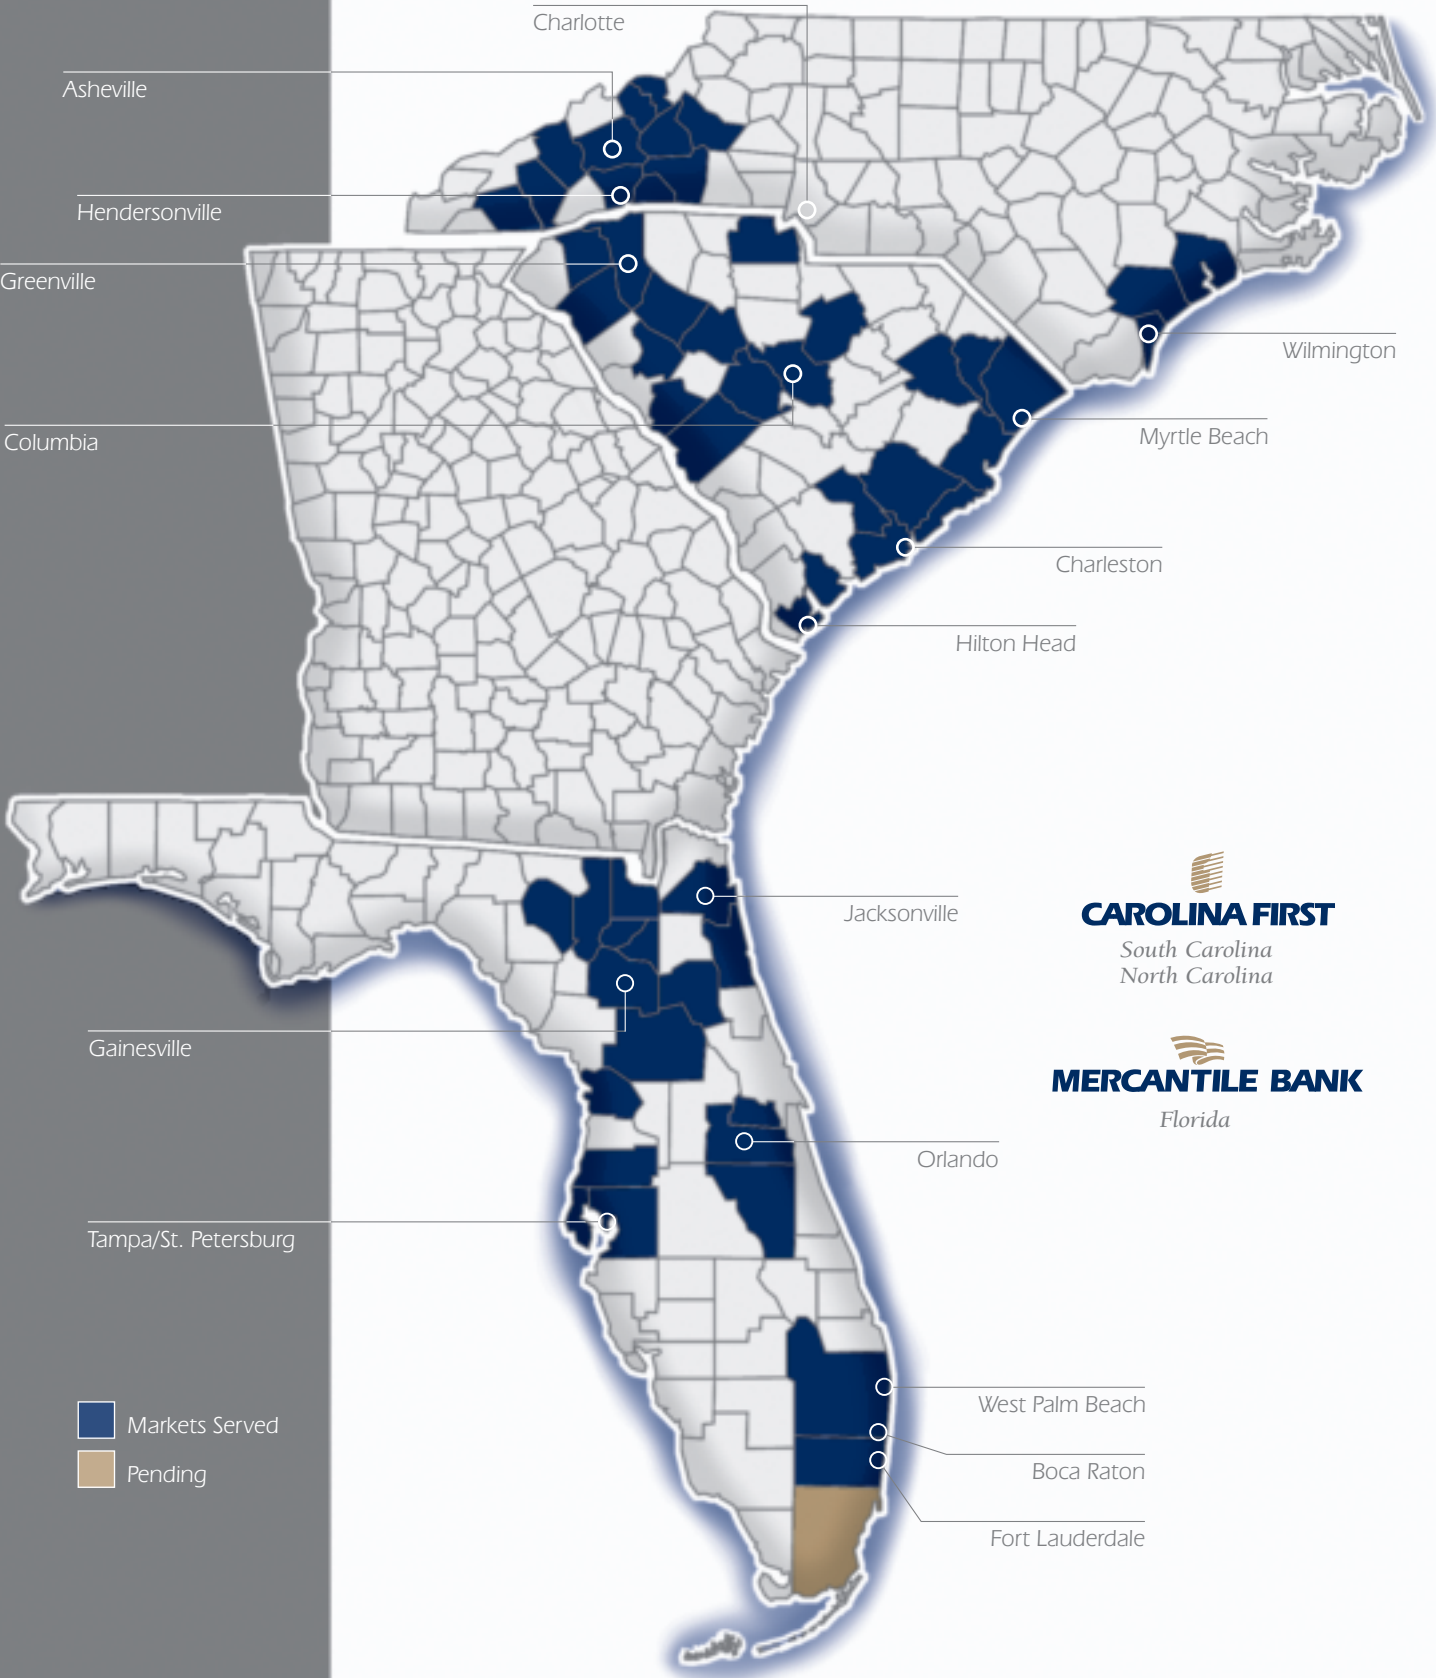 Charlotte
Asheville
Hendersonville
Greenville
Wilmington
Myrtle Beach
Columbia
Charleston
Hilton Head
Jacksonville
CAROLINA FIRST
South Carolina
North Carolina
Gainesville
MERCANTILE BANK
Florida
Orlando
Tampa/St. Petersburg
West Palm Beach
Markets Served
Boca Raton
Pending
Fort Lauderdale